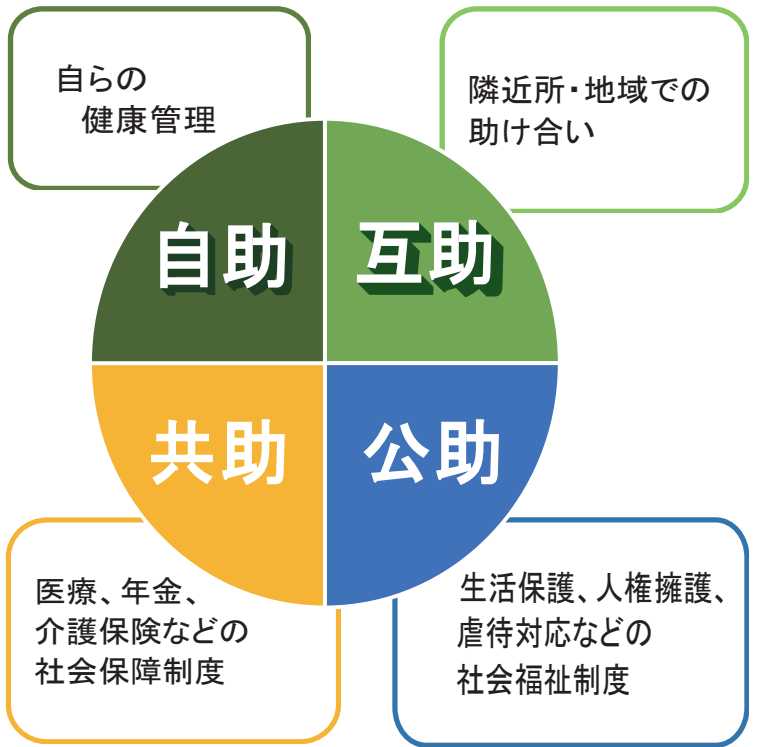 自らの
健康管理
隣近所・地域での
助け合い
自助
互助
共助
公助
医療、年金、
介護保険などの
社会保障制度
生活保護、人権擁護、
虐待対応などの
社会福祉制度